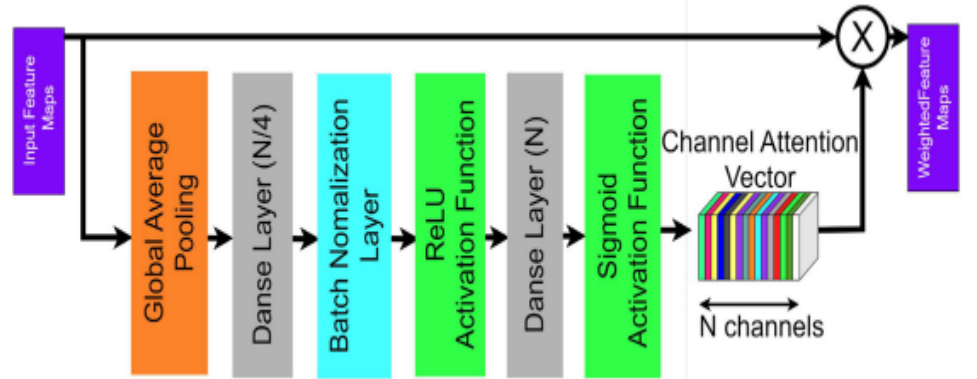 Input Feature
Maps
Global Average
Pooling
Danse Layer (N/4)
Batch Nomalization
Layer
ReLU
Activation Function
Danse Layer (N)
Sigmoid
Activation Function
Channel Attention
Vector
N channels
X
WeightedFeature
Maps